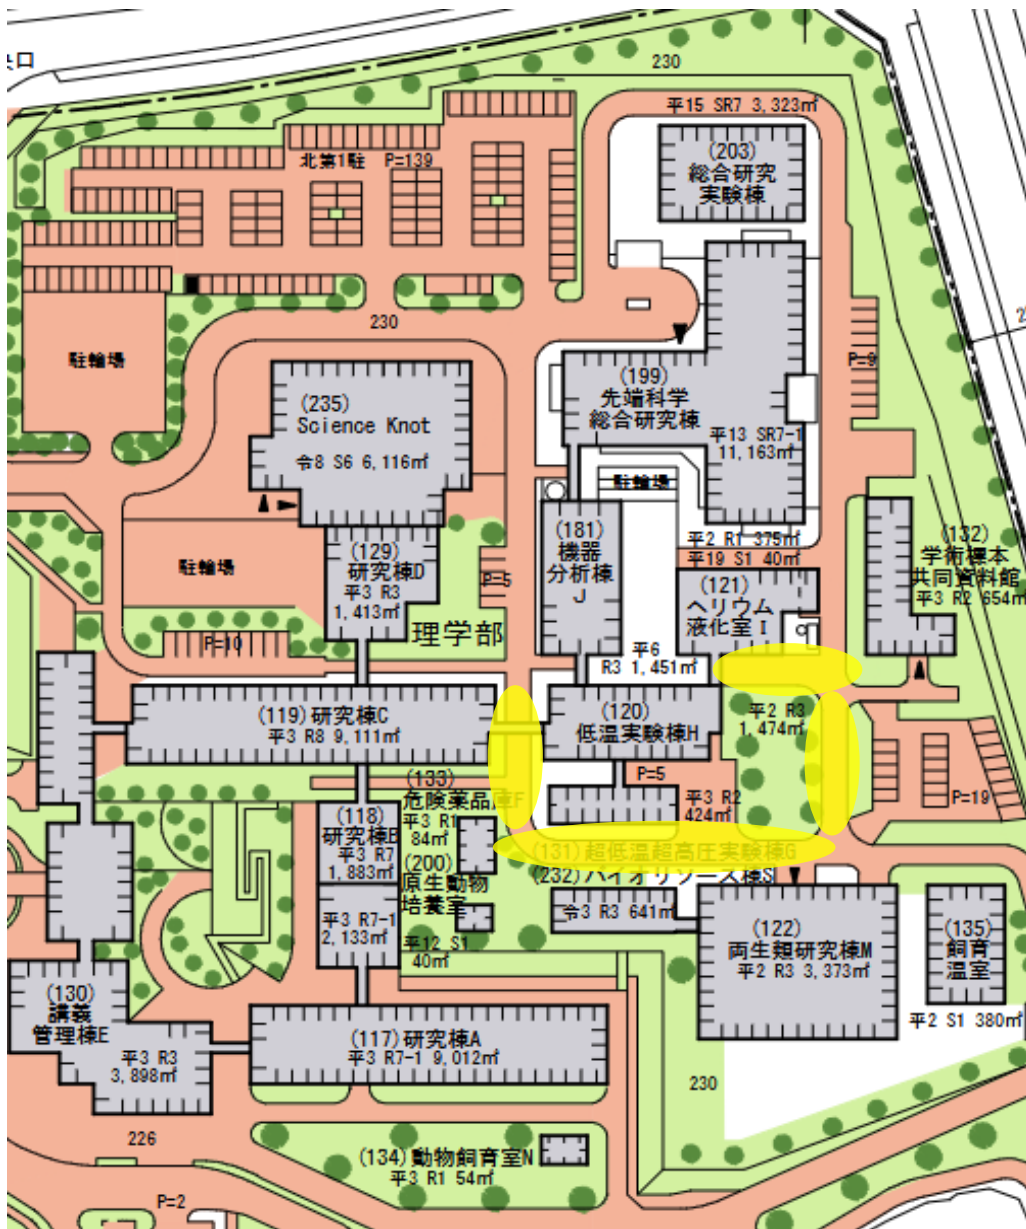 230
平15 SR7 3,323㎡
(203)
総合研究
実験棟
北第1駐 P=139
230
駐輪場
P=9
(199)
先端科学
総合研究棟
平13 SR7-1
11,163㎡
(235)
Science Knot
令8 S6 6,116㎡
駐輪場
(181)
機器
分析棟
J
平2 R1 375㎡
平19 S1 40㎡
(132)
学術標本
共同資料館
平3 R2 654㎡
(129)
研究棟D
平3 R3
1,413㎡
駐輪場
P=5
(121)
ヘリウム
液化室I
理学部
P=10
平6
R3 1,451㎡
(119)研究棟C
平3 R8 9,111㎡
(120)
低温実験棟H
平2 R3
1,474㎡
P=5
(133)
危険薬品庫F
平3 R1
84㎡
平3 R2
424㎡
P=19
(118)
研究棟B
平3 R7
1,883㎡
(131)超低温超高圧実験棟G
(200)
原生動物
培養室
(232)バイオリソース棟SI
令3 R3 641㎡
平3 R7-1
2,133㎡
平12 S1
40㎡
(122)
両生類研究棟M
平2 R3 3,373㎡
(135)
飼育
温室
平2 S1 380㎡
(130)
講義
管理棟E
平3 R3
3,898㎡
(117)研究棟A
平3 R7-1 9,012㎡
230
226
(134)動物飼育室N
平3 R1 54㎡
P=2